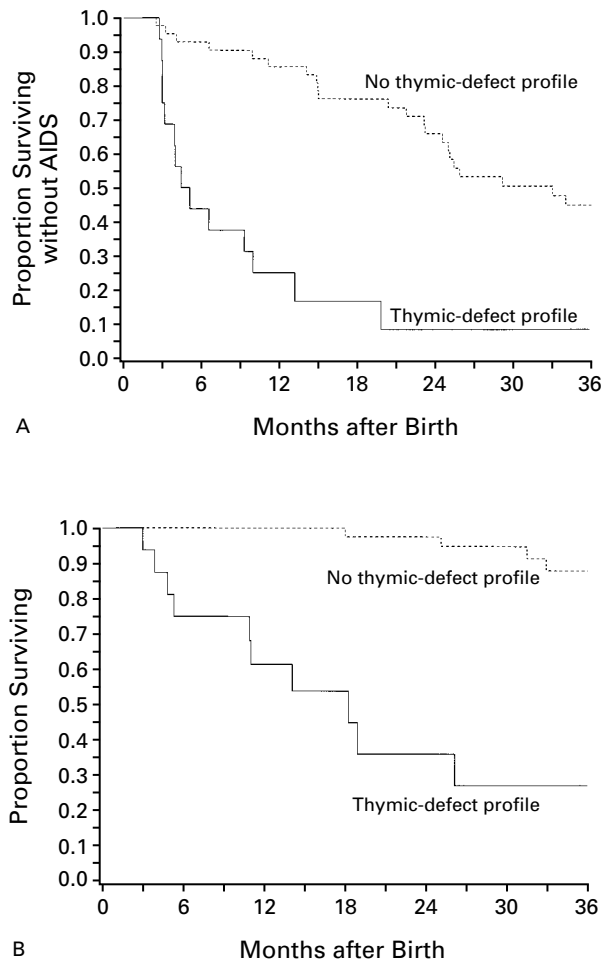 1.0
0.9
0.8
0.7
0.6
0.5
0.4
0.3
0.2
0.1
0.0
Proportion Surviving
without AIDS
No thymic-defect profile
Thymic-defect profile
0 6 12 18 24 30 36
A
Months after Birth
1.0
0.9
0.8
0.7
0.6
0.5
0.4
0.3
0.2
0.1
0.0
Proportion Surviving
No thymic-defect profile
Thymic-defect profile
0 6 12 18 24 30 36
B
Months after Birth